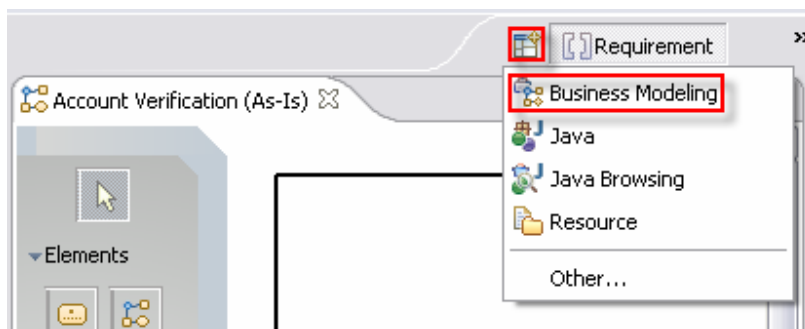 Requirement
»
Account Verification (As-Is)
Business Modeling
Java
Java Browsing
Resource
Elements
Other...